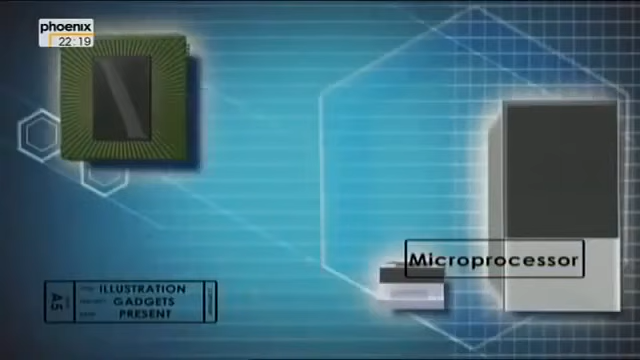 phoenix
22:19
Microprocessor
A5
ILLUSTRATION
GADGETS
PRESENT